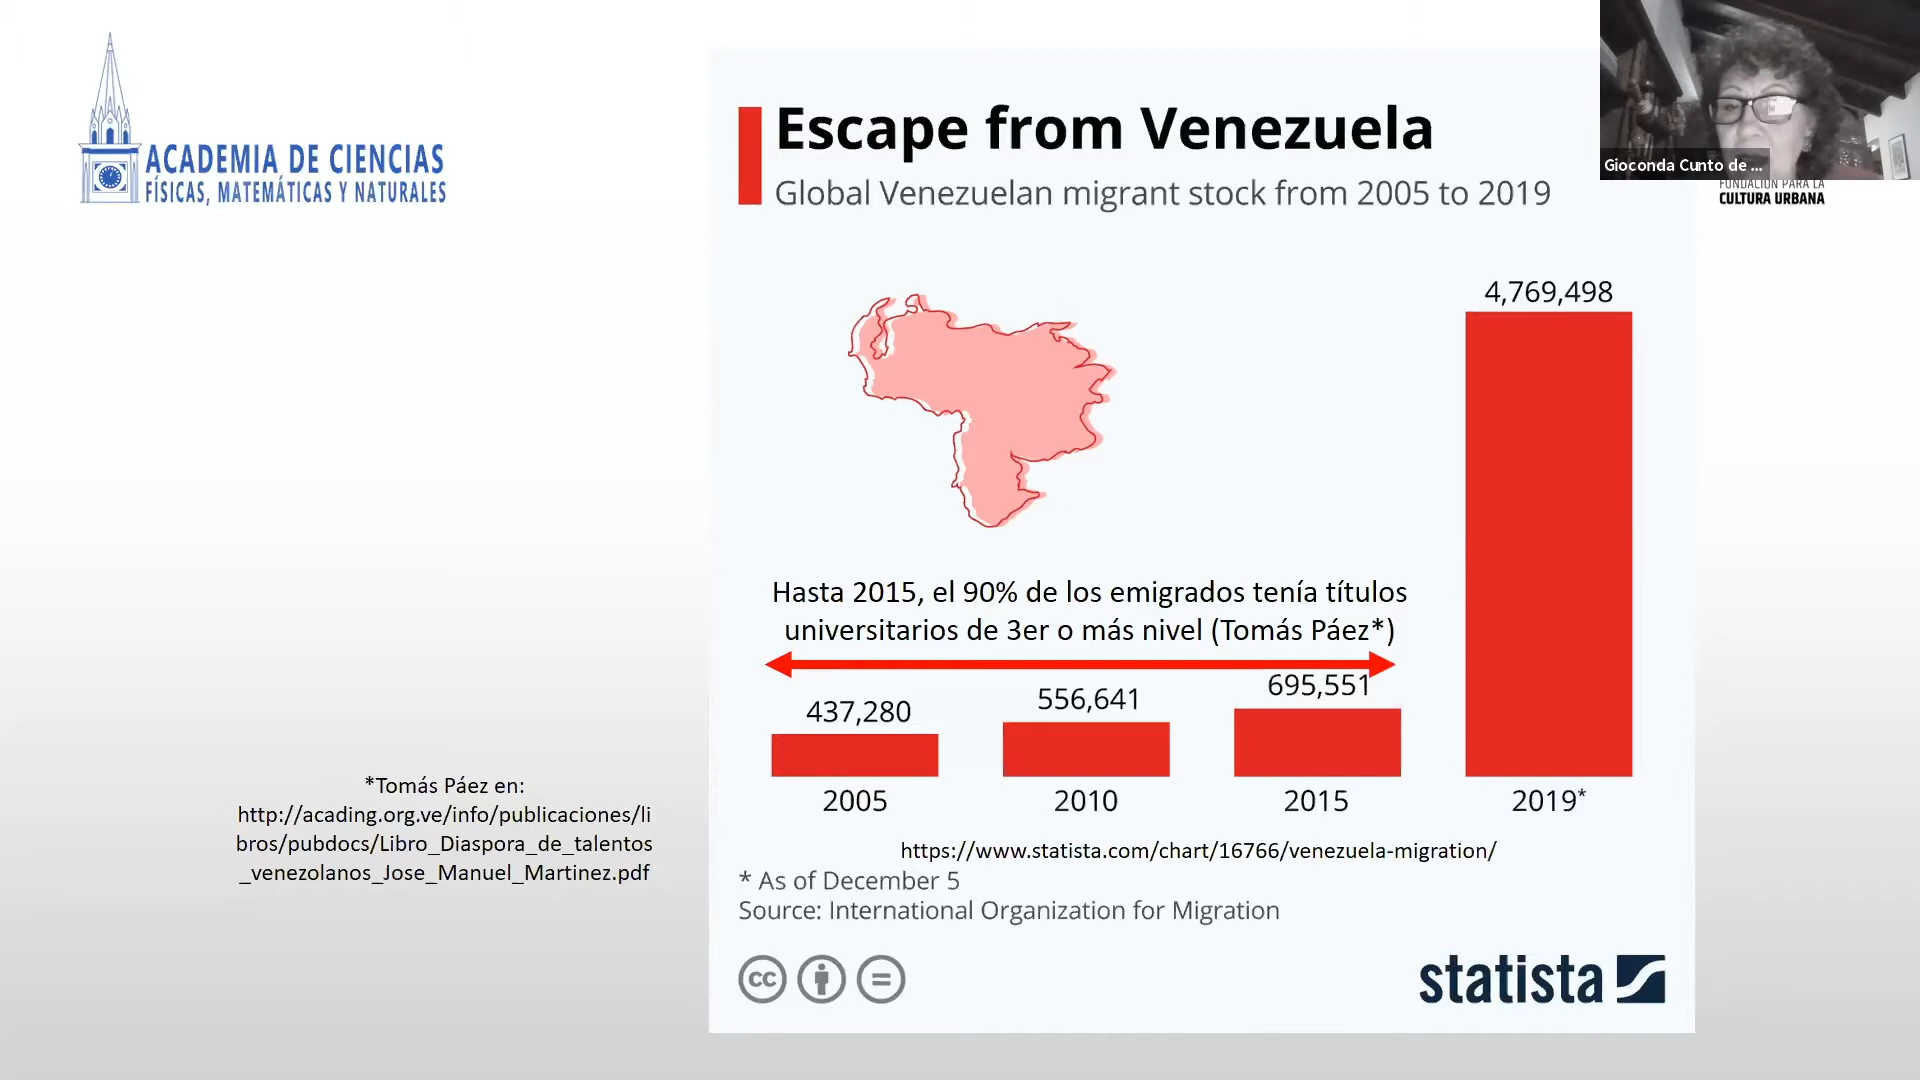 ACADEMIA DE CIENCIAS
FÍSICAS, MATEMÁTICAS Y NATURALES
Escape from Venezuela
Global Venezuelan migrant stock from 2005 to 2019
Gioconda Cunto de ...
FUNDACIÓN PARA LA
CULTURA URBANA
4,769,498
Hasta 2015, el 90% de los emigrados tenía títulos
universitarios de 3er o más nivel (Tomás Páez*)
437,280
556,641
695,551
2005
2010
2015
2019*
*Tomás Páez en:
http://acading.org.ve/info/publicaciones/li
bros/pubdocs/Libro_Diaspora_de_talentos
_venezolanos_Jose_Manuel_Martinez.pdf
https://www.statista.com/chart/16766/venezuela-migration/
* As of December 5
Source: International Organization for Migration
cc
statista